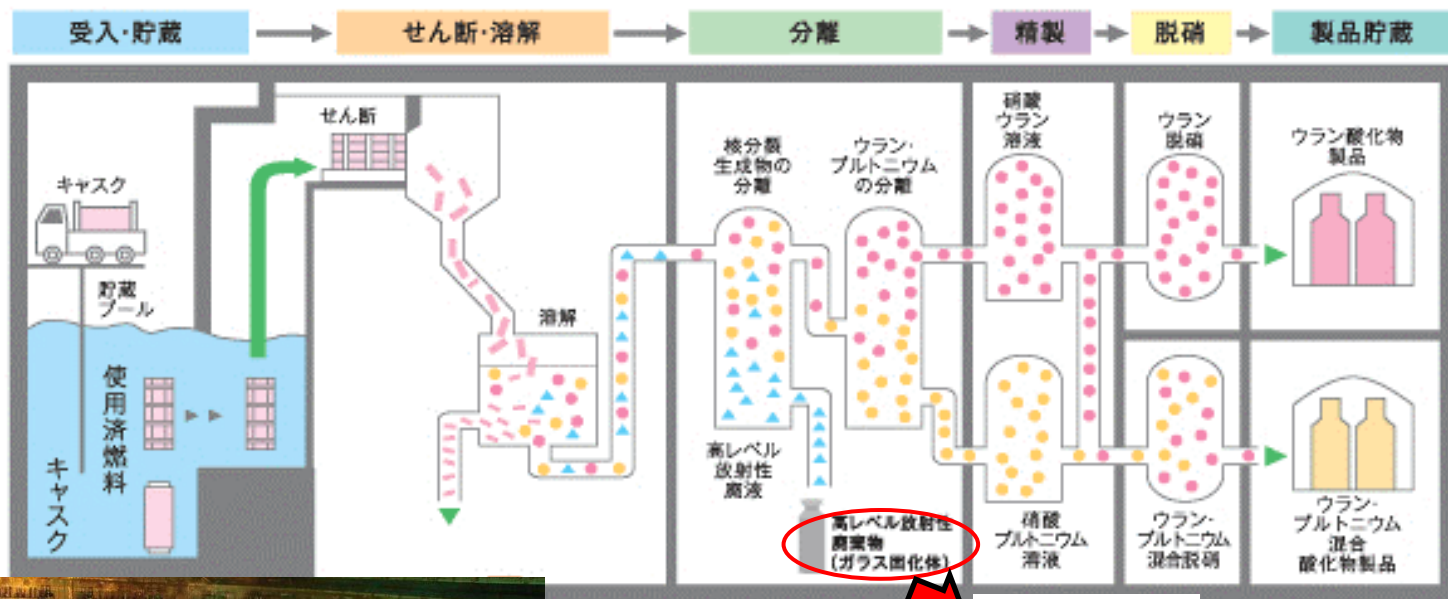 受入・貯蔵
せん断・溶解
分離
精製
脱硝
製品貯蔵
キャスク
貯蔵
プール
使用済燃料
キャスク
せん断
溶解
核分裂
生成物の
分離
ウラン・
プルトニウム
の分離
高レベル
放射性
廃液
高レベル放射性
廃棄物
(ガラス固化体)
硝酸
ウラン
溶液
硝酸
プルトニウム
溶液
ウラン
脱硝
ウラン・
プルトニウム
混合脱硝
ウラン酸化物
製品
ウラン・
プルトニウム
混合
酸化物製品